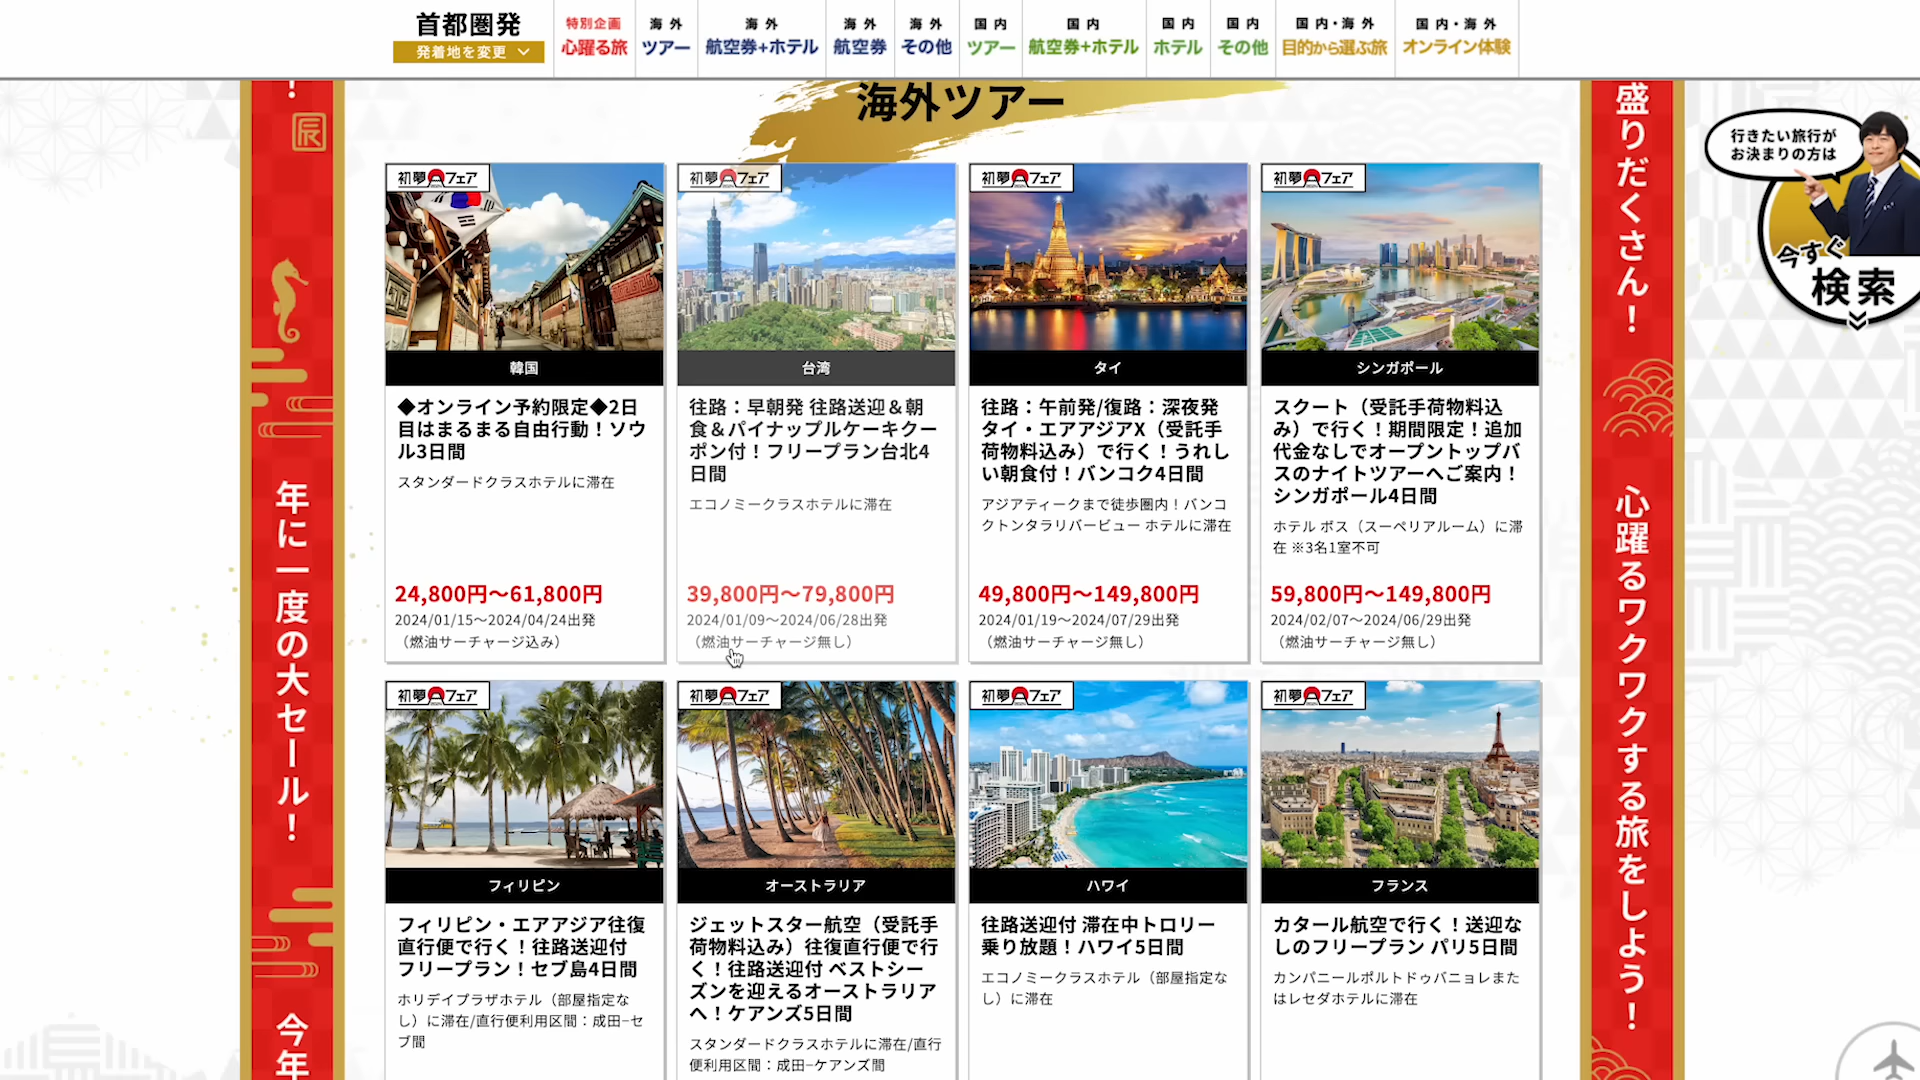 首都圏発
発着地を変更
特別企画
心躍る旅
海外
ツアー
海外
航空券+ホテル
海外
航空券
海外
その他
国内
ツアー
国内
航空券+ホテル
国内
ホテル
国内
その他
国内・海外
目的から選ぶ旅
国内・海外
オンライン体験
！
辰
年に一度の大セール！
今年
盛りだくさん！
心躍るワクワクする旅をしよう！
行きたい旅行が
お決まりの方は
今すぐ
検索
海外ツアー
初夢フェア
韓国
◆オンライン予約限定◆2日
目はまるまる自由行動！ソウ
ル3日間
スタンダードクラスホテルに滞在
24,800円〜61,800円
2024/01/15〜2024/04/24出発
（燃油サーチャージ込み）
初夢フェア
台湾
往路：早朝発 往路送迎＆朝
食＆パイナップルケーキクー
ポン付！フリープラン台北4
日間
エコノミークラスホテルに滞在
39,800円〜79,800円
2024/01/09〜2024/06/28出発
（燃油サーチャージ無し）
初夢フェア
タイ
往路：午前発/復路：深夜発
タイ・エアアジアX（受託手
荷物料込み）で行く！うれし
い朝食付！バンコク4日間
アジアティークまで徒歩圏内！バンコ
クトンタラリバービュー ホテルに滞在
49,800円〜149,800円
2024/01/19〜2024/07/29出発
（燃油サーチャージ無し）
初夢フェア
シンガポール
スクート（受託手荷物料込
み）で行く！期間限定！追加
代金なしでオープントップバ
スのナイトツアーへご案内！
シンガポール4日間
ホテル ボス（スーペリアルーム）に滞
在 ※3名1室不可
59,800円〜149,800円
2024/02/07〜2024/06/29出発
（燃油サーチャージ無し）
初夢フェア
フィリピン
フィリピン・エアアジア往復
直行便で行く！往路送迎付
フリープラン！セブ島4日間
ホリデイプラザホテル（部屋指定な
し）に滞在/直行便利用区間：成田−セ
ブ間
初夢フェア
オーストラリア
ジェットスター航空（受託手
荷物料込み）往復直行便で行
く！往路送迎付 ベストシー
ズンを迎えるオーストラリア
へ！ケアンズ5日間
スタンダードクラスホテルに滞在/直行
便利用区間：成田−ケアンズ間
初夢フェア
ハワイ
往路送迎付 滞在中トロリー
乗り放題！ハワイ5日間
エコノミークラスホテル（部屋指定な
し）に滞在
初夢フェア
フランス
カタール航空で行く！送迎な
しのフリープラン パリ5日間
カンパニールポルトドゥバニョレまた
はレセダホテルに滞在